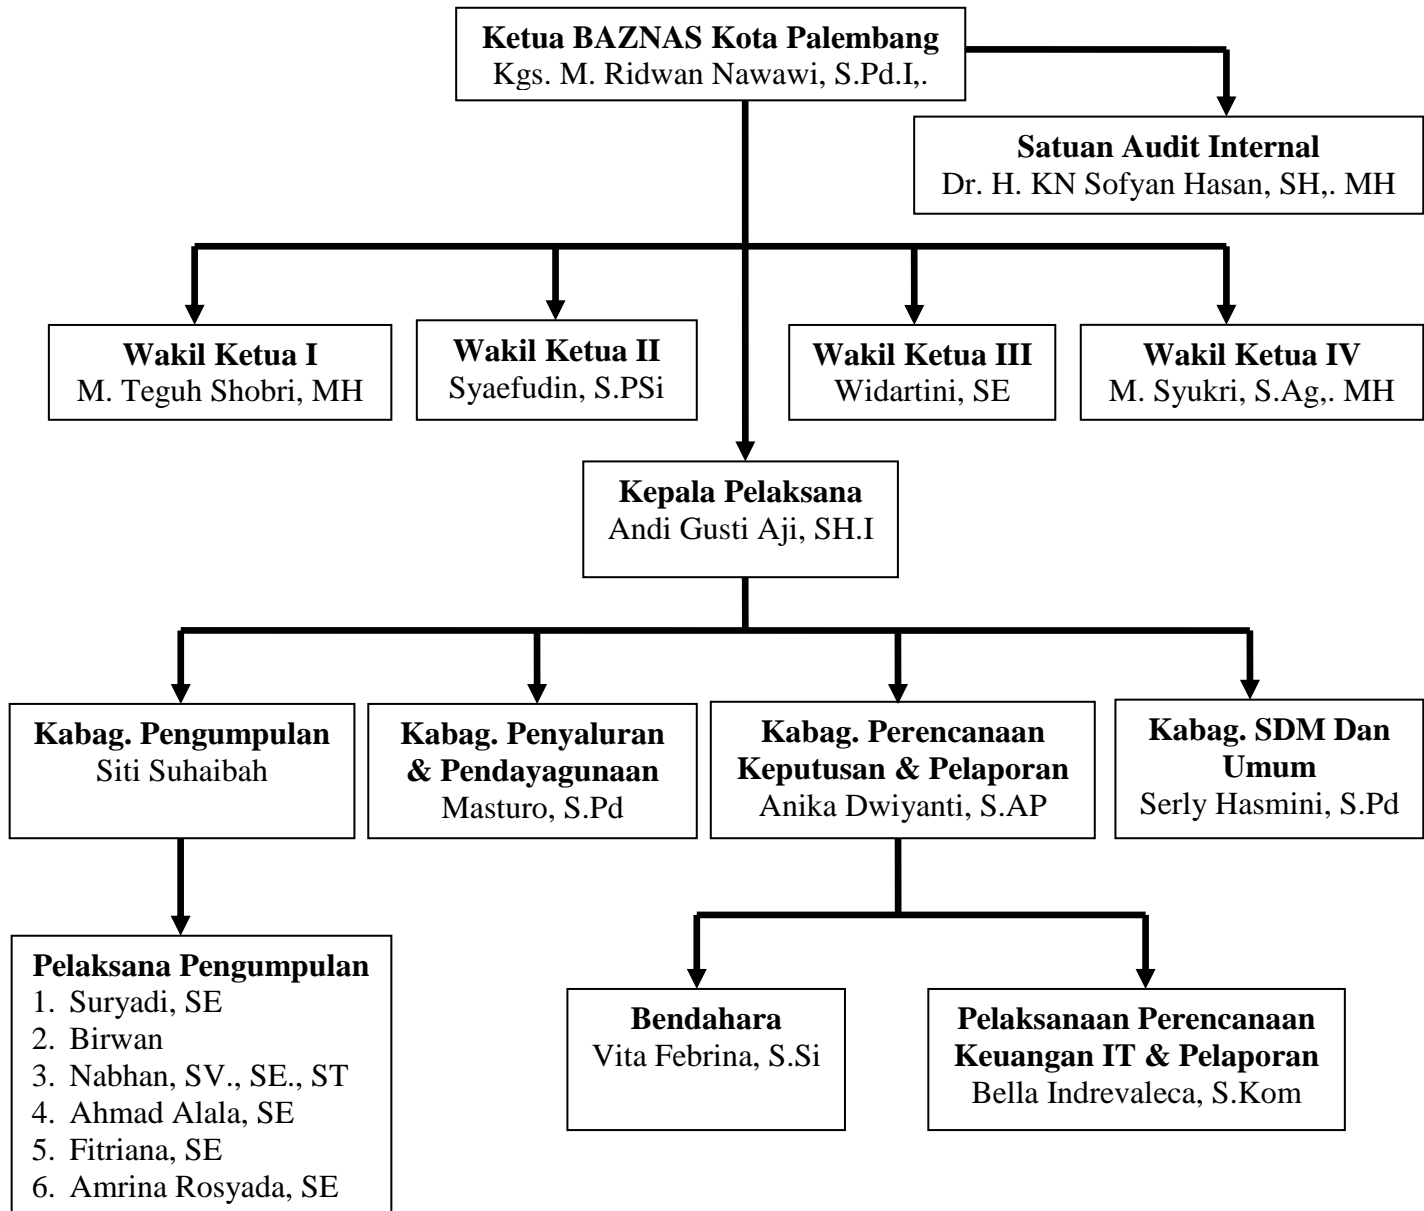 Ketua BAZNAS Kota Palembang
Kgs. M. Ridwan Nawawi, S.Pd.I,.
Satuan Audit Internal
Dr. H. KN Sofyan Hasan, SH,. MH
Wakil Ketua I
M. Teguh Shobri, MH
Wakil Ketua II
Syaefudin, S.PSi
Wakil Ketua III
Widartini, SE
Wakil Ketua IV
M. Syukri, S.Ag,. MH
Kepala Pelaksana
Andi Gusti Aji, SH.I
Kabag. Pengumpulan
Siti Suhaibah
Kabag. Penyaluran
& Pendayagunaan
Masturo, S.Pd
Kabag. Perencanaan
Keputusan & Pelaporan
Anika Dwiyanti, S.AP
Kabag. SDM Dan
Umum
Serly Hasmini, S.Pd
Pelaksana Pengumpulan
1. Suryadi, SE
2. Birwan
3. Nabhan, SV., SE., ST
4. Ahmad Alala, SE
5. Fitriana, SE
6. Amrina Rosyada, SE
Bendahara
Vita Febrina, S.Si
Pelaksanaan Perencanaan
Keuangan IT & Pelaporan
Bella Indrevaleca, S.Kom